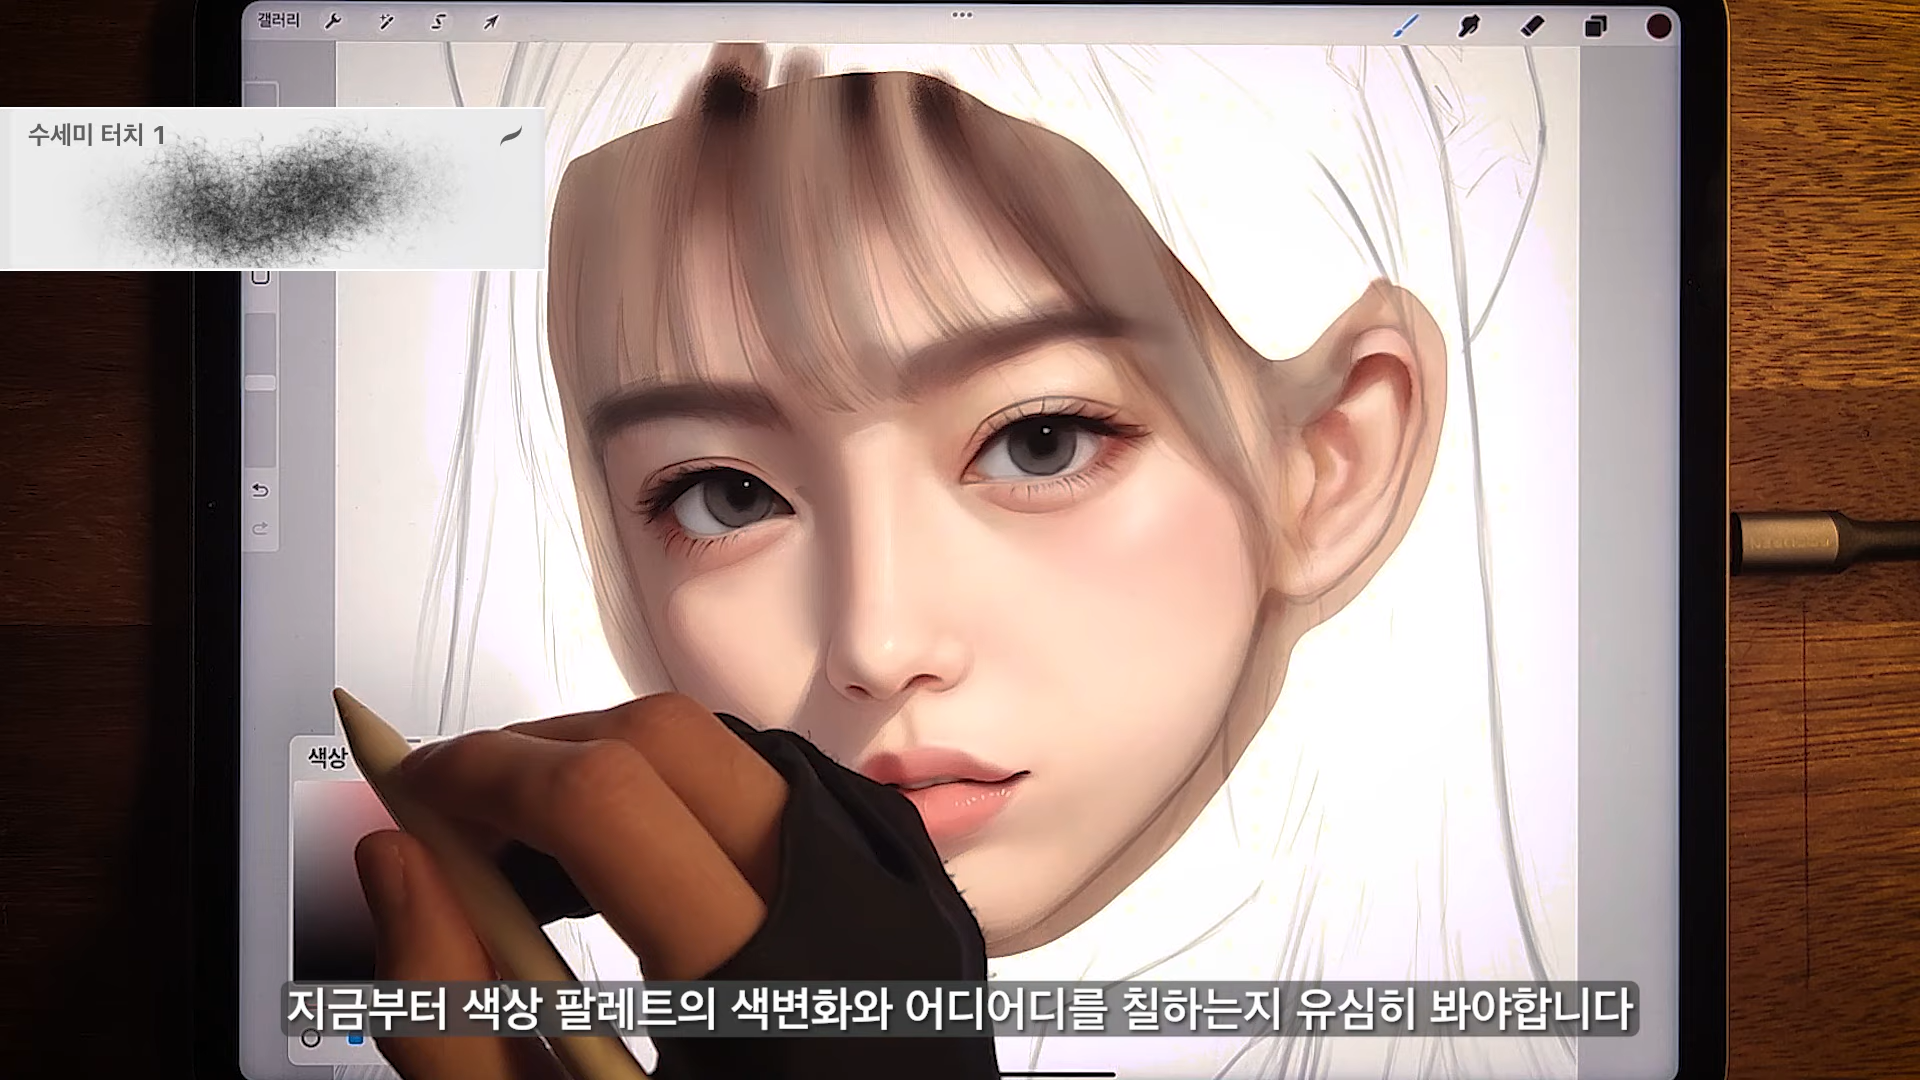 갤러리
수세미 터치 1
색상
지금부터 색상 팔레트의 색변화와 어디어디를 칠하는지 유심히 봐야합니다